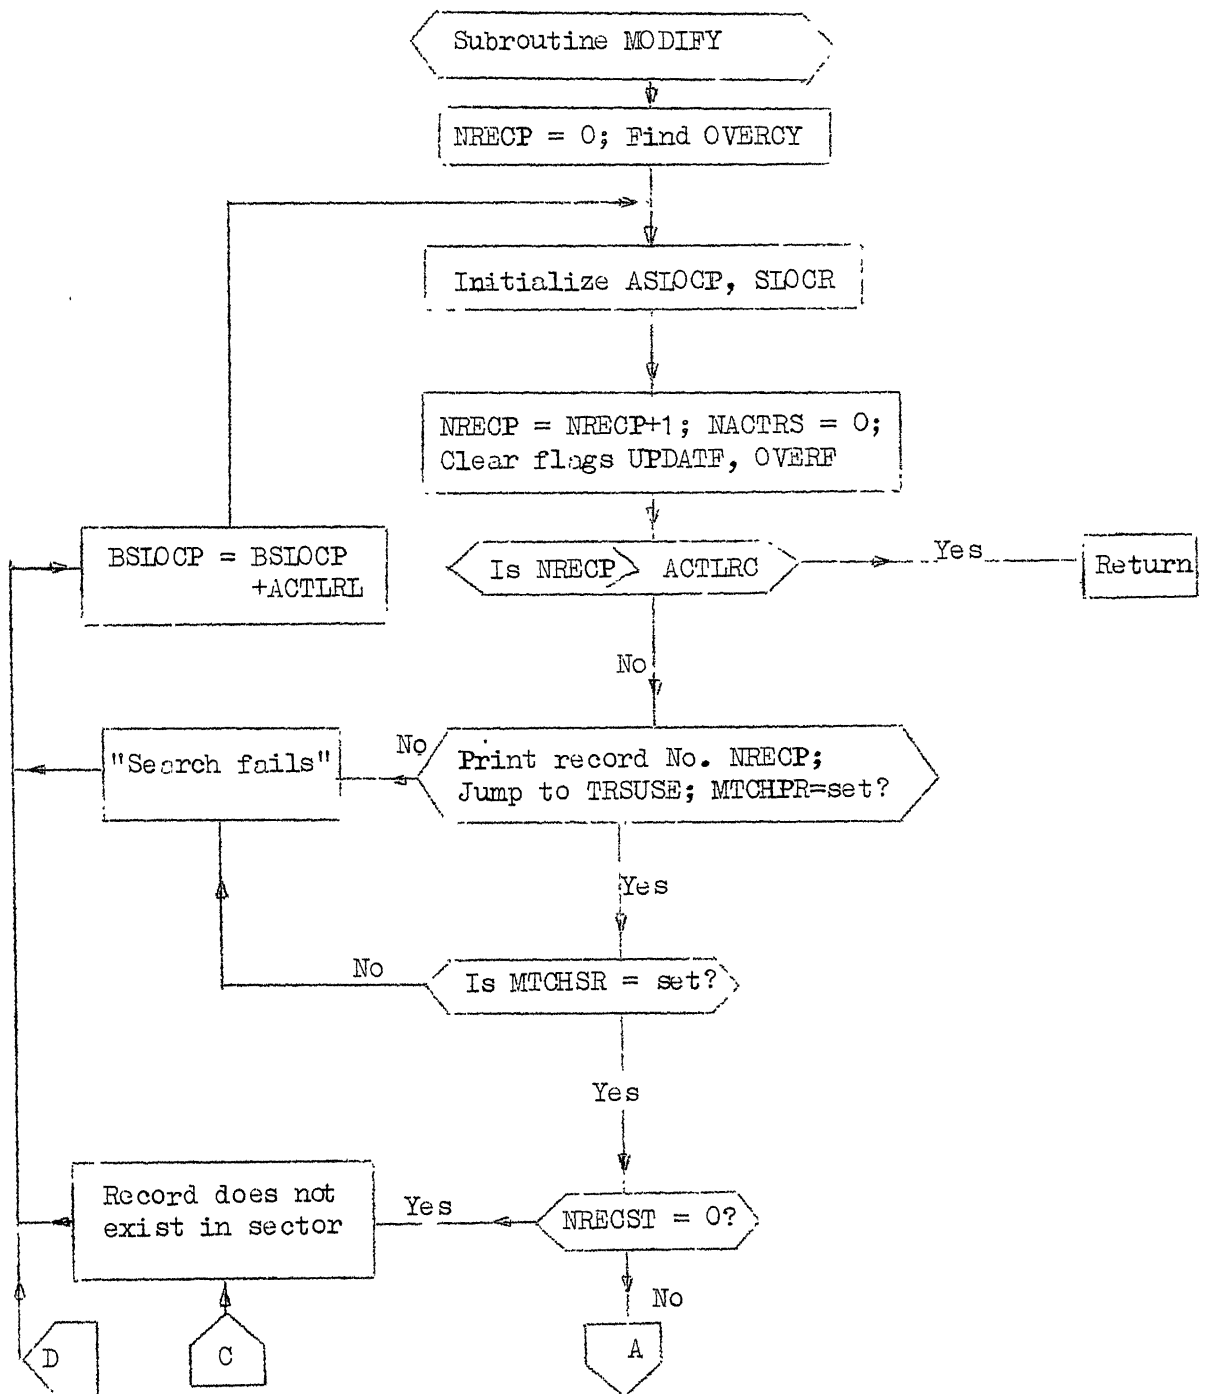 Subroutine MODIFY
NRECP = 0; Find OVERCY
Initialize ASLOCP, SLOCR
NRECP = NRECP+1; NACTRS = 0;
Clear flags UPDATF, OVERF
BSLOCP = BSLOCP
+ACTLRL
Is NRECP > ACTLRC
Yes
Return
No
"Search fails"
No
Print record No. NRECP;
Jump to TRSUSE; MTCHPR=set?
Yes
No
Is MTCHSR = set?
Yes
Record does not
exist in sector
Yes
NRECST = 0?
No
D
C
A